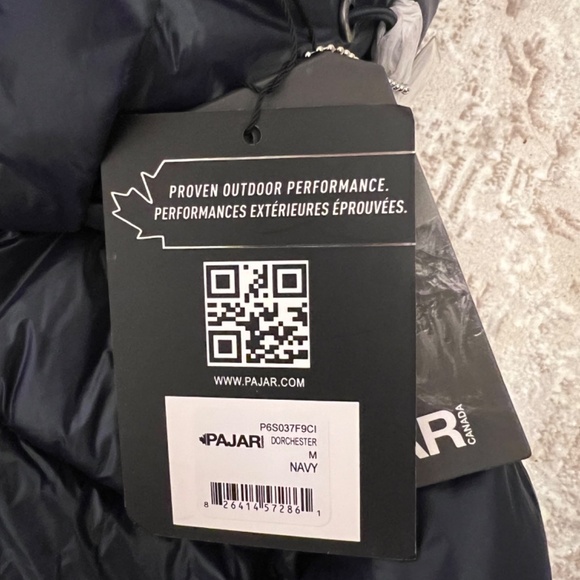 PROVEN OUTDOOR PERFORMANCE.
PERFORMANCES EXTÉRIEURES ÉPROUVÉES.
WWW.PAJAR.COM
P6S037F9CI
PAJAR DORCHESTER
M
NAVY
8 26414 57286 1
AR
CANADA